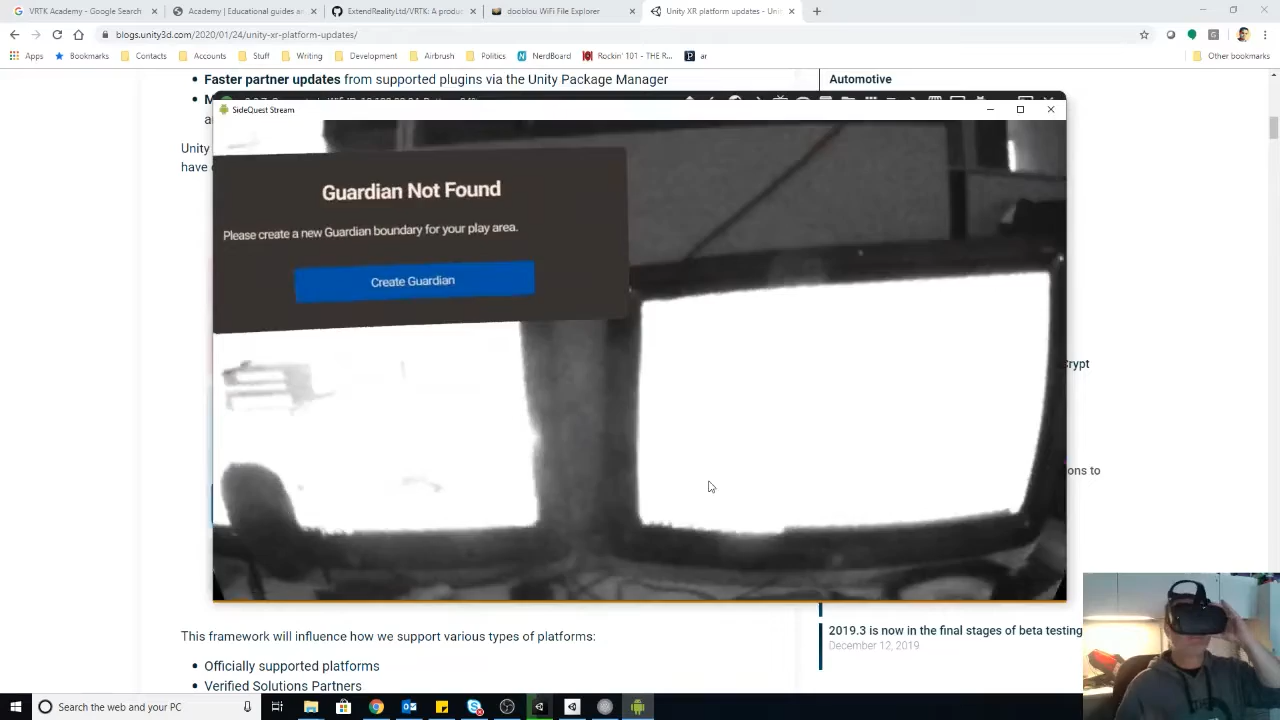 VRTK Academy - Google Search
Academy | Educational guides an
ExtendRealityLtd/VRTK: A produc
dooblou WiFi File Explorer
Unity XR platform updates - Uni
blogs.unity3d.com/2020/01/24/unity-xr-platform-updates/
Apps
Bookmarks
Contacts
Accounts
Stuff
Writing
Development
Airbrush
Politics
NerdBoard
Rockin' 101 - THE R
ar
Other bookmarks
• Faster partner updates from supported plugins via the Unity Package Manager
Automotive
SideQuest Stream
Unity
have
Guardian Not Found
Please create a new Guardian boundary for your play area.
Create Guardian
Crypt
ons to
This framework will influence how we support various types of platforms:
• Officially supported platforms
• Verified Solutions Partners
2019.3 is now in the final stages of beta testing
December 12, 2019
Search the web and your PC